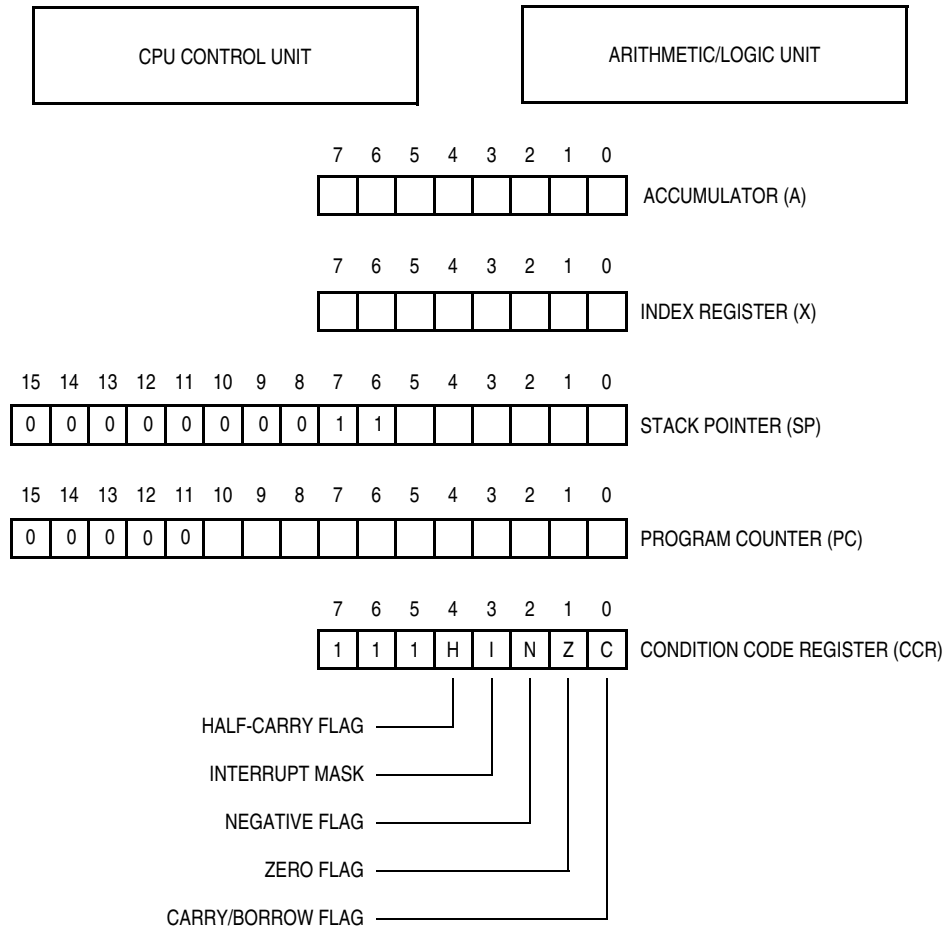 CPU CONTROL UNIT
ARITHMETIC/LOGIC UNIT
7 6 5 4 3 2 1 0
ACCUMULATOR (A)
7 6 5 4 3 2 1 0
INDEX REGISTER (X)
15 14 13 12 11 10 9 8 7 6 5 4 3 2 1 0
0 0 0 0 0 0 0 0 1 1 STACK POINTER (SP)
15 14 13 12 11 10 9 8 7 6 5 4 3 2 1 0
0 0 0 0 0 PROGRAM COUNTER (PC)
7 6 5 4 3 2 1 0
1 1 1 H I N Z C CONDITION CODE REGISTER (CCR)
HALF-CARRY FLAG
INTERRUPT MASK
NEGATIVE FLAG
ZERO FLAG
CARRY/BORROW FLAG